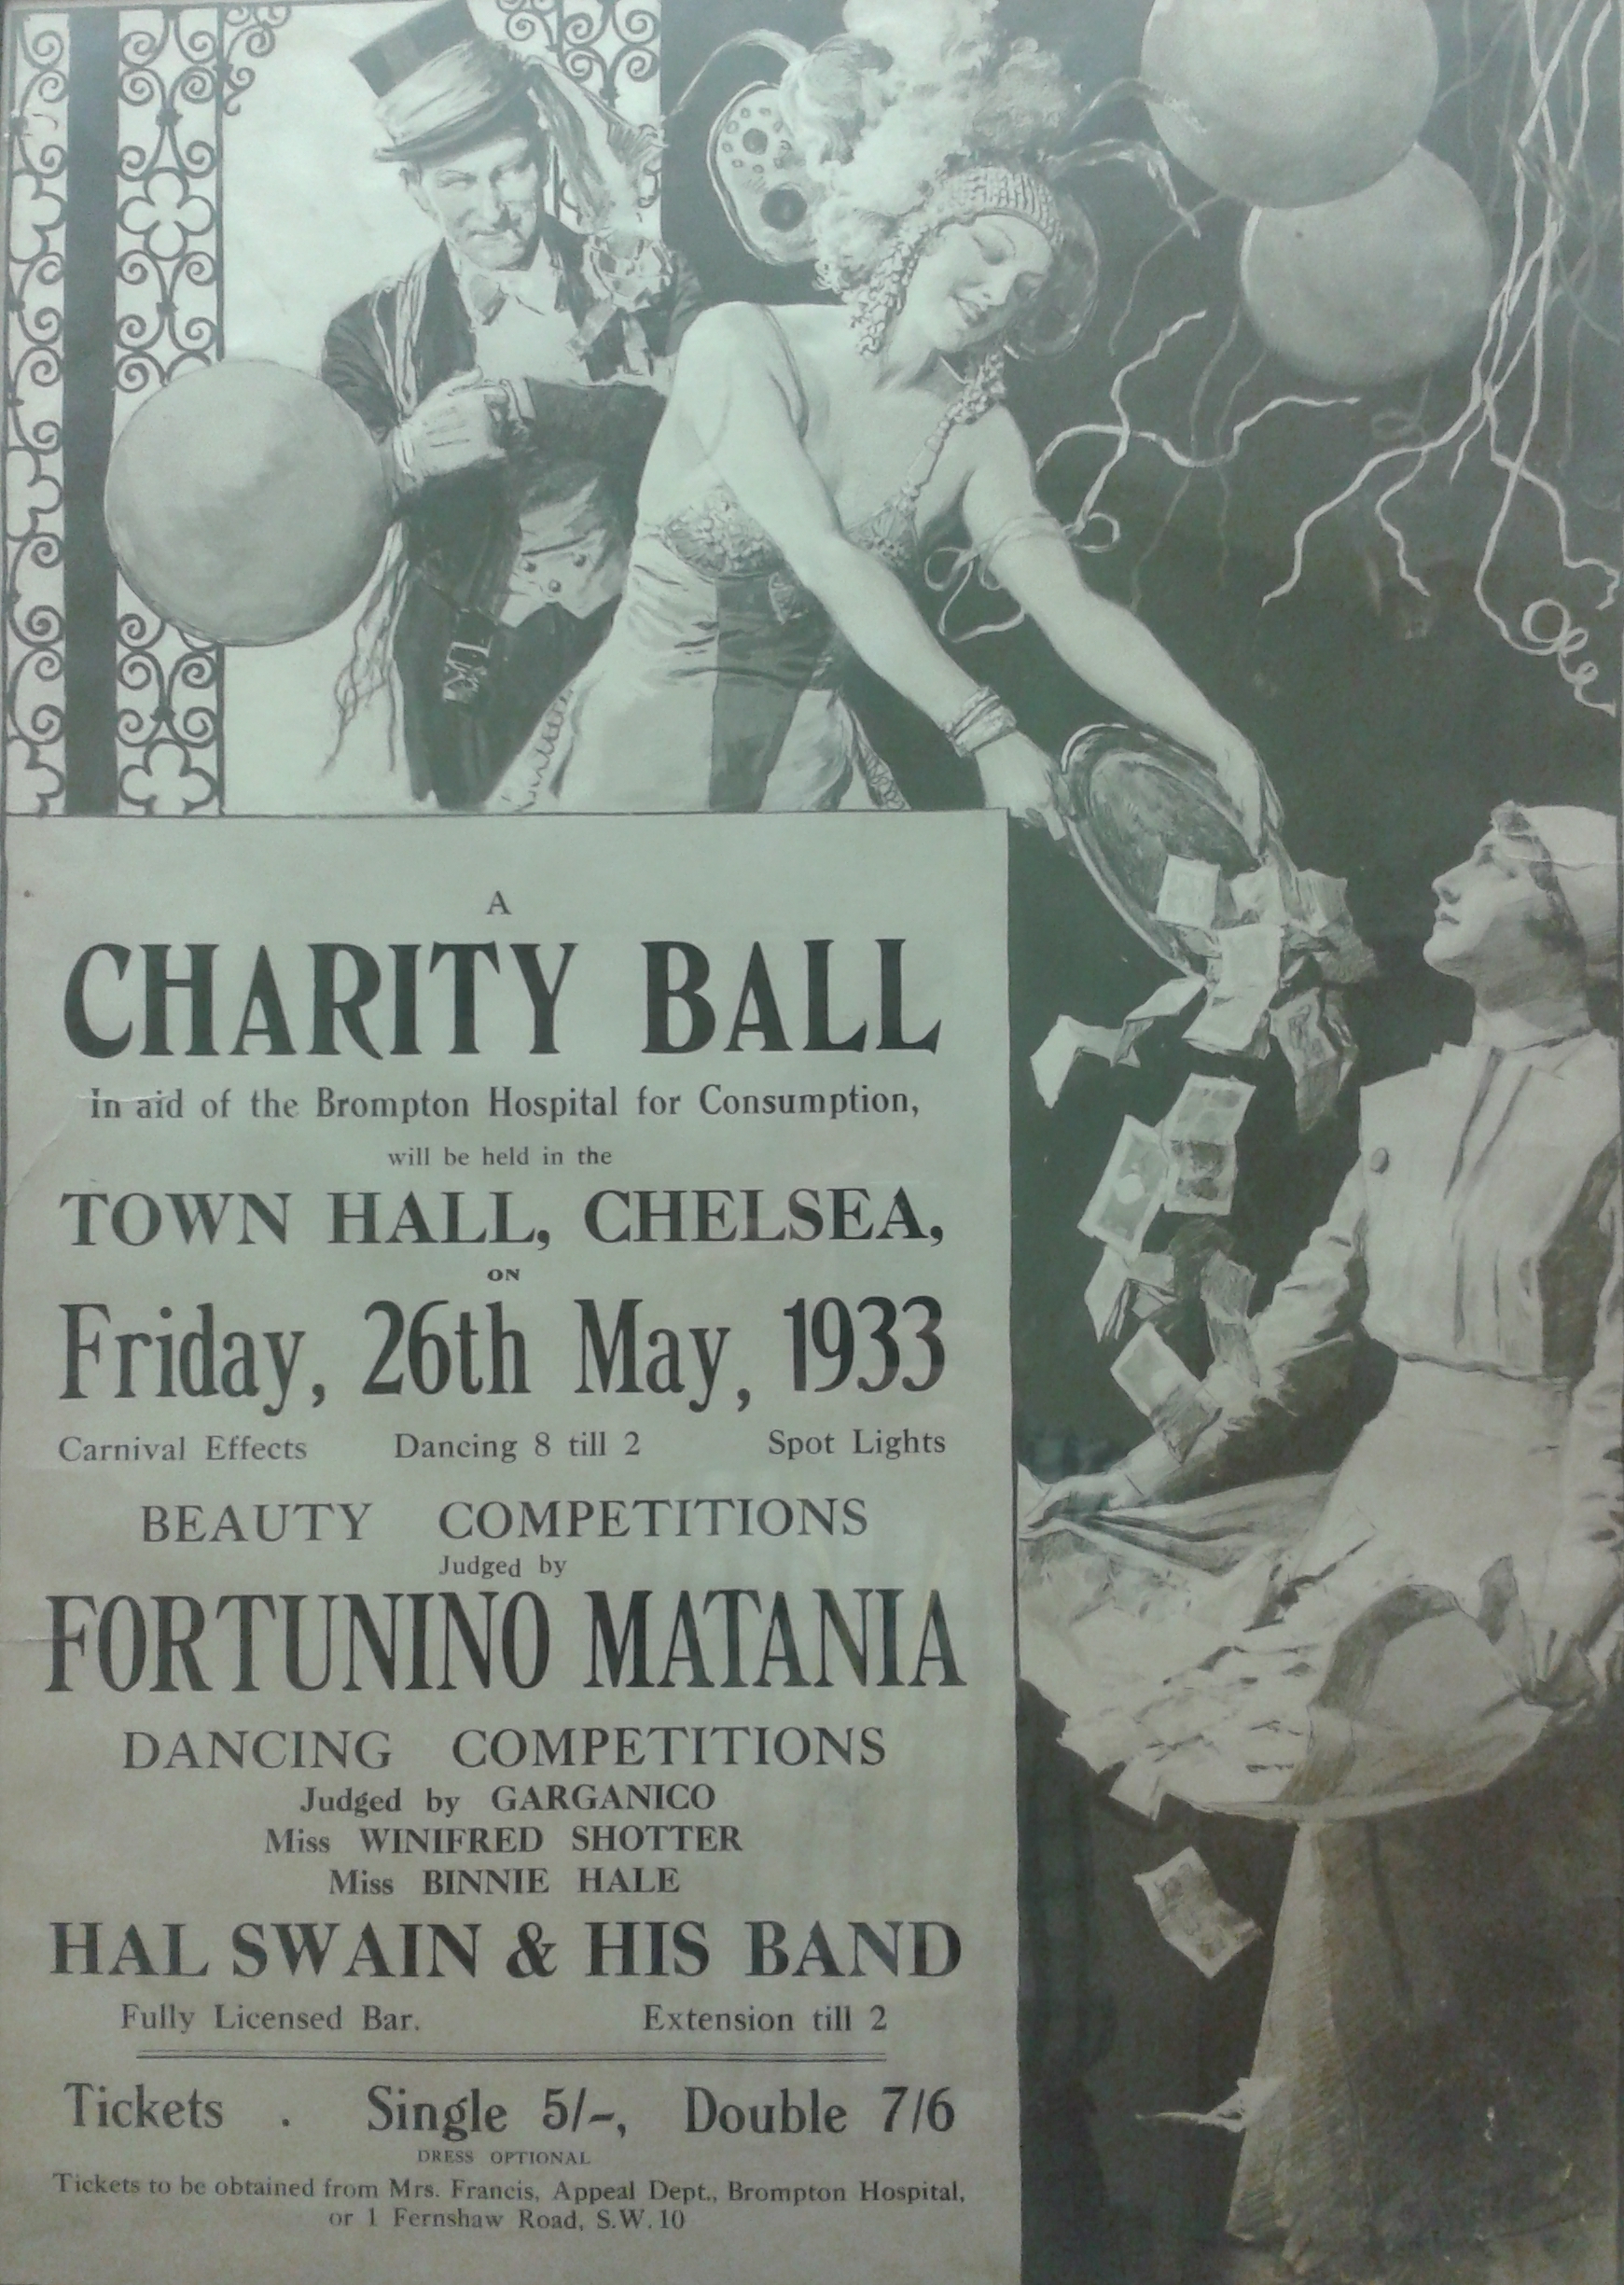 A
CHARITY BALL
In aid of the Brompton Hospital for Consumption,
will be held in the
TOWN HALL, CHELSEA,
ON
Friday, 26th May, 1933
Carnival Effects Dancing 8 till 2 Spot Lights
BEAUTY COMPETITIONS
Judged by
FORTUNINO MATANIA
DANCING COMPETITIONS
Judged by GARGANICO
Miss WINIFRED SHOTTER
Miss BINNIE HALE
HAL SWAIN & HIS BAND
Fully Licensed Bar. Extension till 2
Tickets . Single 5/-, Double 7/6
DRESS OPTIONAL
Tickets to be obtained from Mrs. Francis, Appeal Dept., Brompton Hospital,
or 1 Fernshaw Road, S.W.10